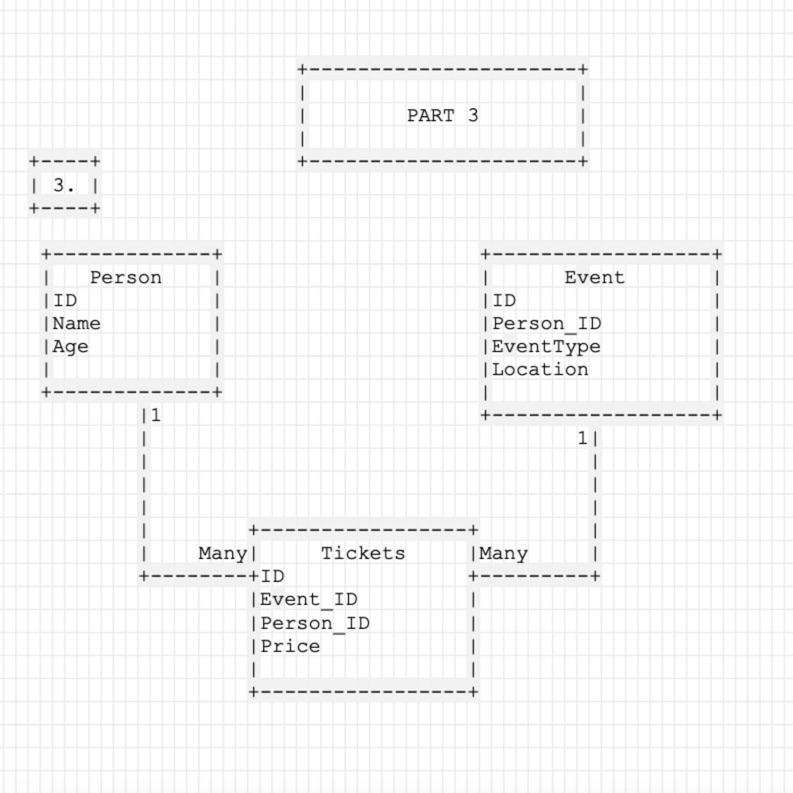 PART 3
3.
Person
ID
Name
Age
1
Event
ID
Person_ID
EventType
Location
1
Many
Tickets
Many
ID
Event_ID
Person_ID
Price